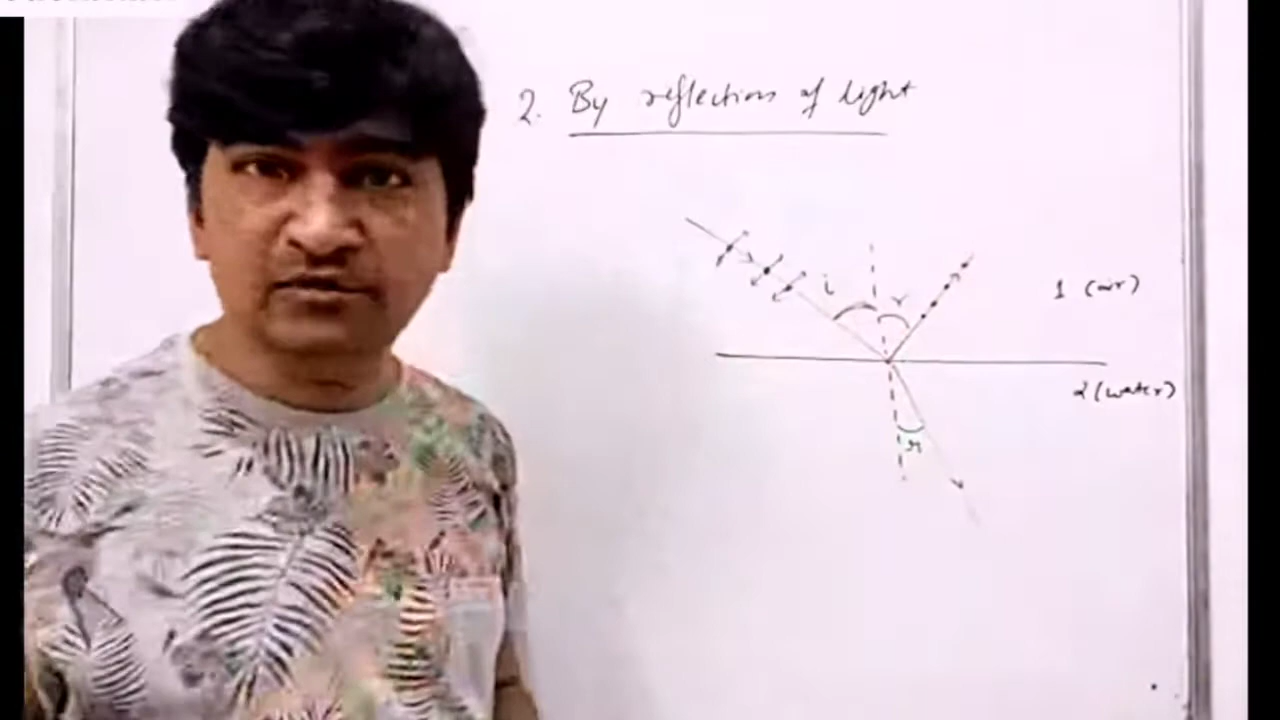 2. By reflection of light
i
r
1 (air)
2 (water)
r